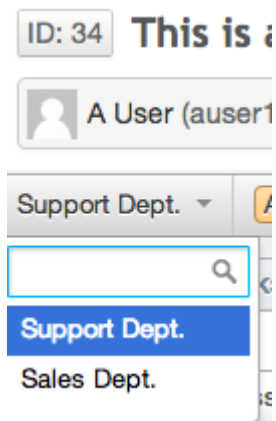 ID: 34 This is
A User (auser1
Support Dept.
Support Dept.
Sales Dept.